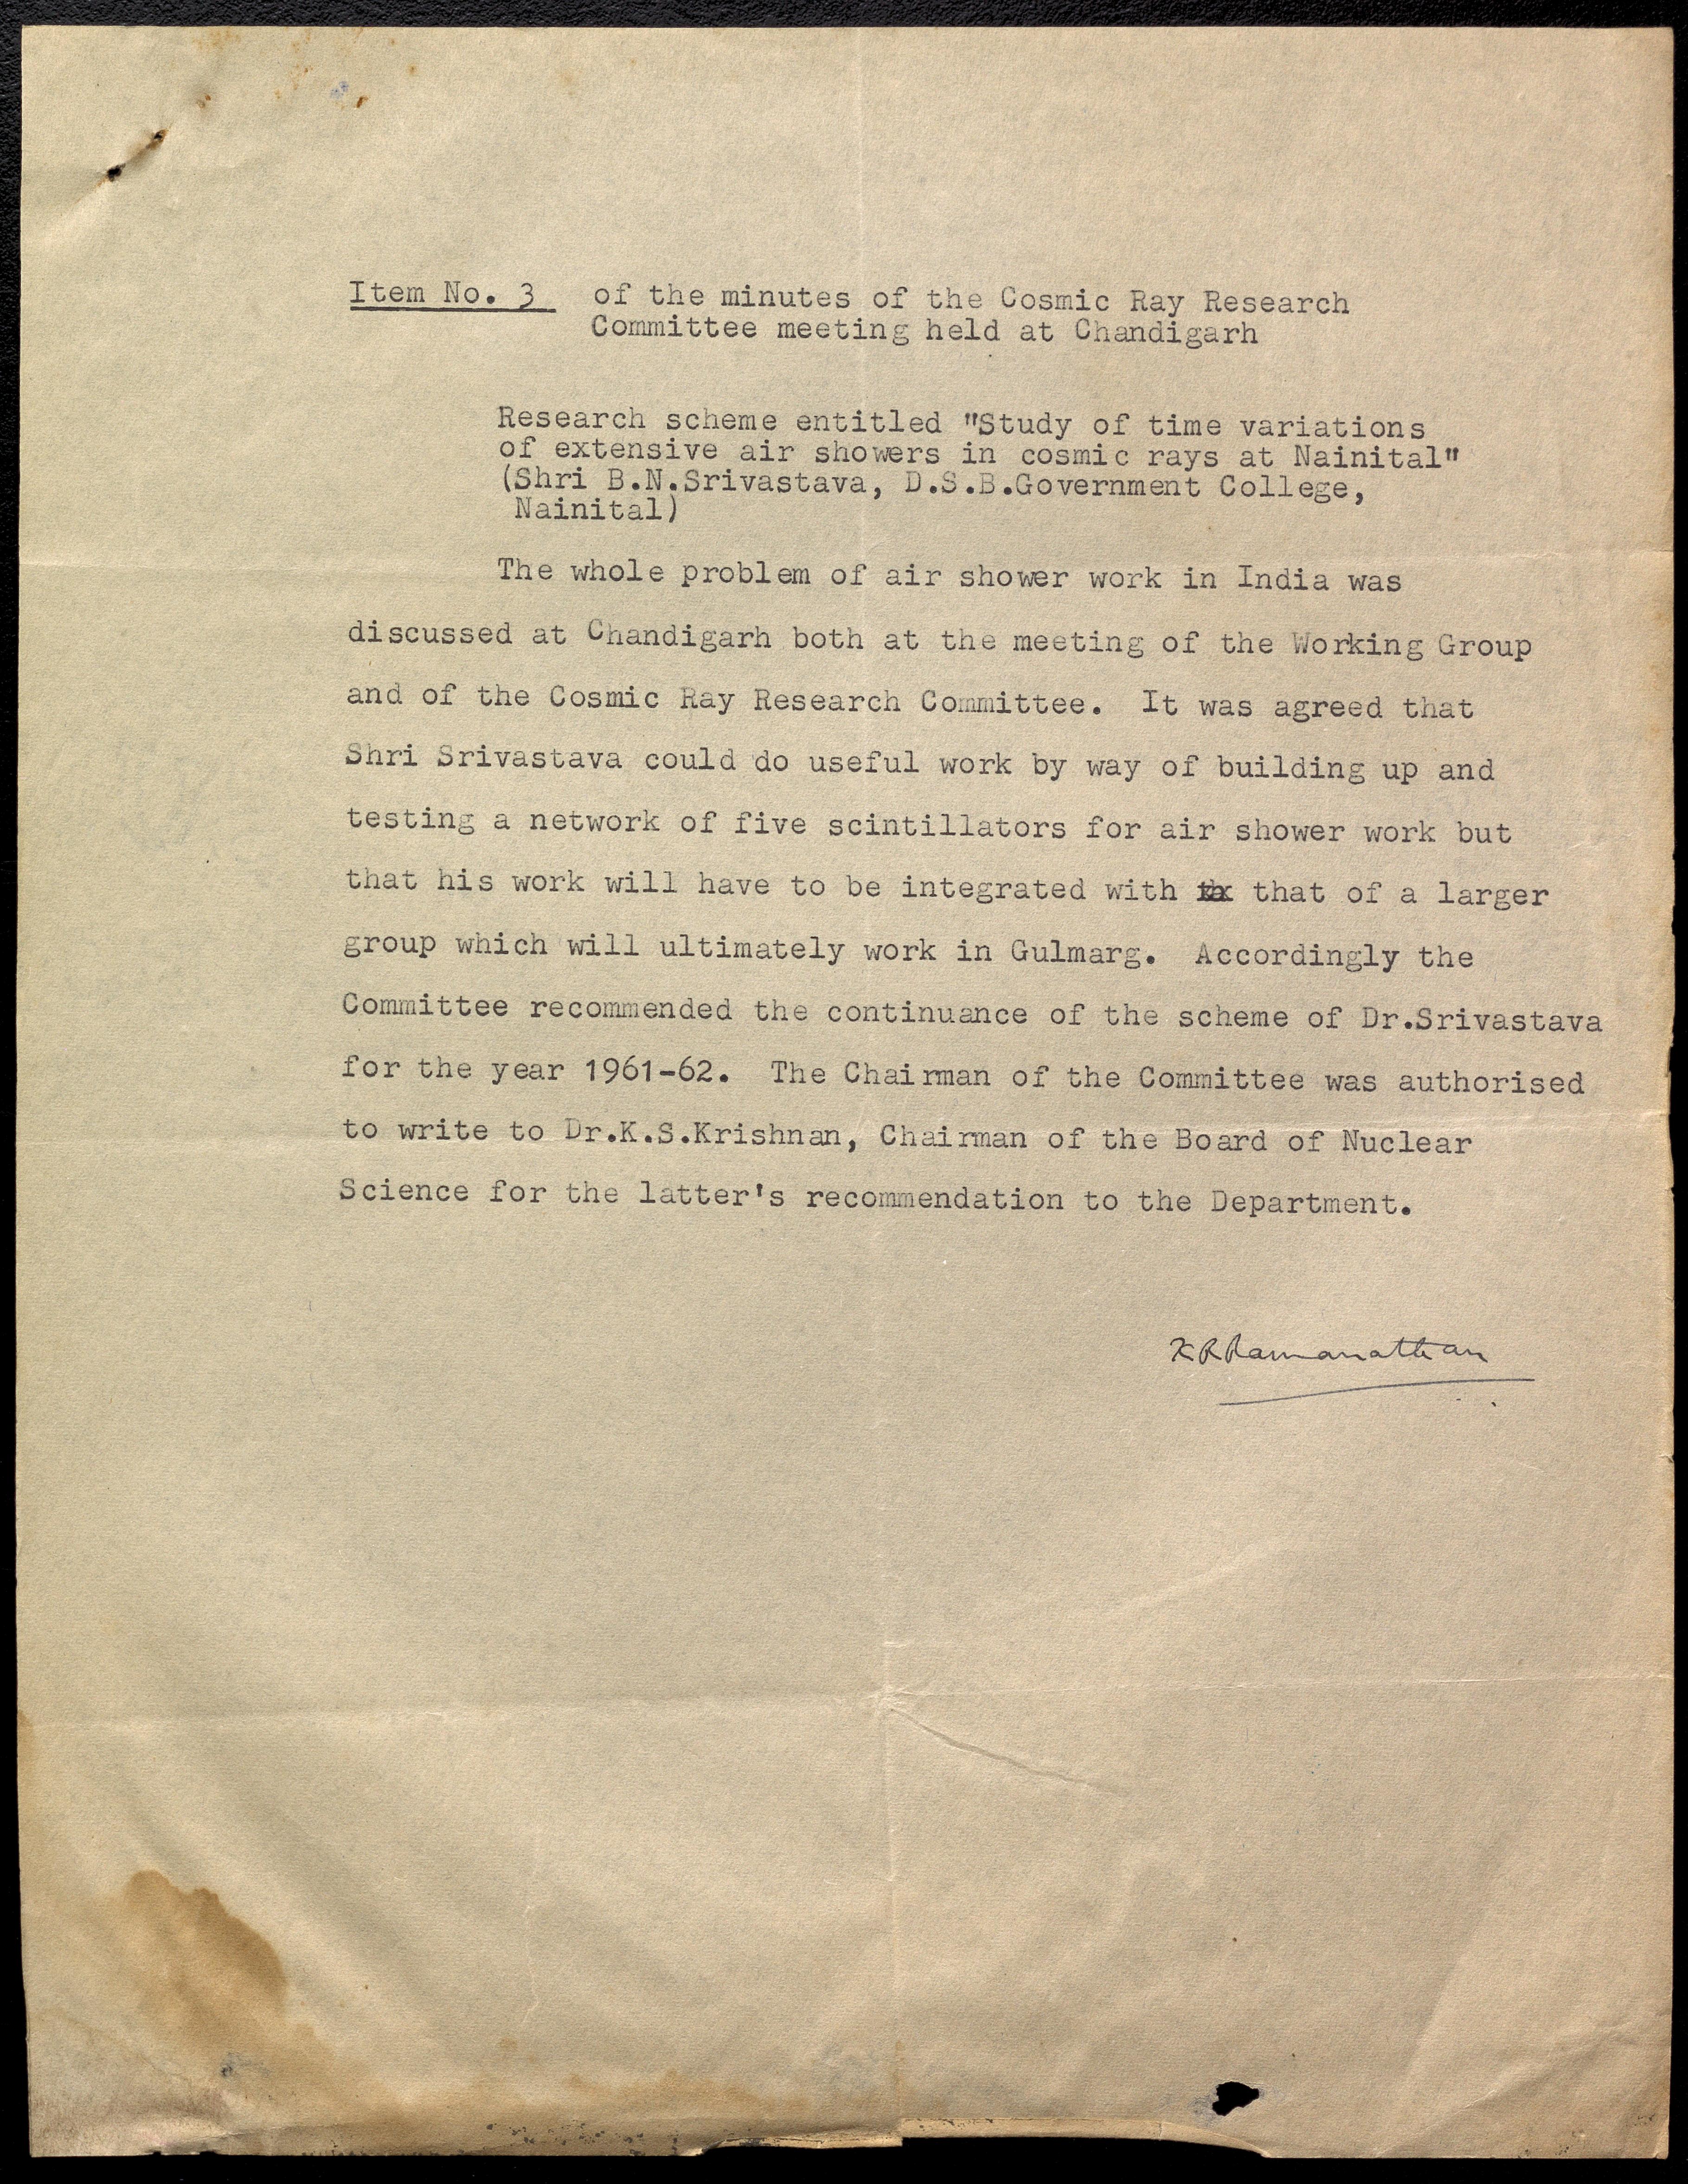 Item No. 3 of the minutes of the Cosmic Ray Research
Committee meeting held at Chandigarh
Research scheme entitled "Study of time variations
of extensive air showers in cosmic rays at Nainital"
(Shri B.N.Srivastava, D.S.B.Government College,
Nainital)
The whole problem of air shower work in India was
discussed at Chandigarh both at the meeting of the Working Group
and of the Cosmic Ray Research Committee. It was agreed that
Shri Srivastava could do useful work by way of building up and
testing a network of five scintillators for air shower work but
that his work will have to be integrated with that of a larger
group which will ultimately work in Gulmarg. Accordingly the
Committee recommended the continuance of the scheme of Dr.Srivastava
for the year 1961-62. The Chairman of the Committee was authorised
to write to Dr.K.S.Krishnan, Chairman of the Board of Nuclear
Science for the latter's recommendation to the Department.
K R Ramanathan